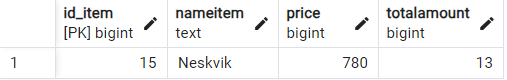 id_item nameitem price totalamount
[PK] bigint text bigint bigint
1 15 Neskvik 780 13